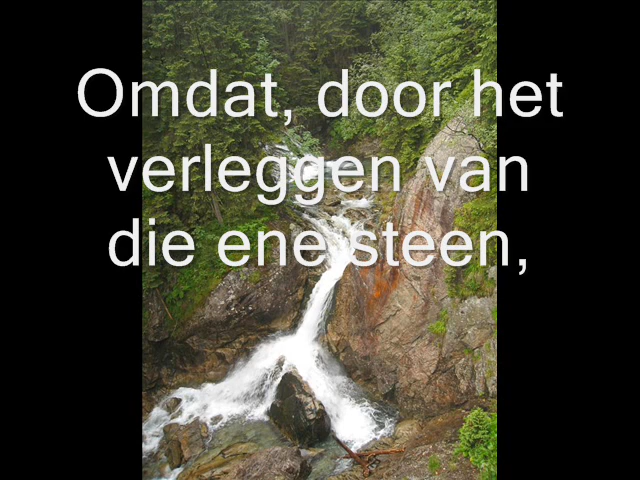 Omdat, door het
verleggen van
die ene steen,